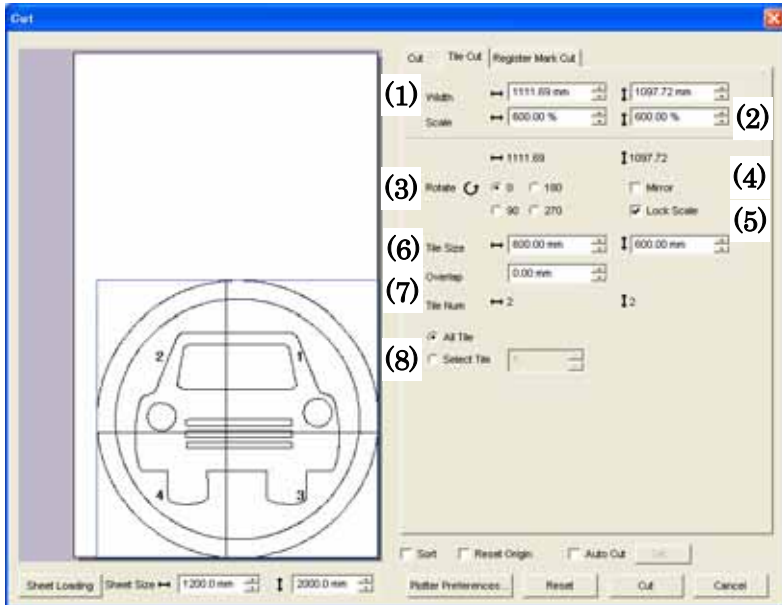 Cut
Cut Tile Cut Register Mark Cut
(1) Width 1111.69 mm 1097.72 mm
Scale 600.00 % 600.00 % (2)
1111.69 1097.72
(3) Rotate 0 180 Mirror (4)
90 270 Lock Scale (5)
(6) Tile Size 600.00 mm 600.00 mm
Overlap 0.00 mm
(7) Tile Num 2 2
All Tile
(8) Select Tile
2 1
4 3
Sort Reset Origin Auto Cut
Sheet Loading Sheet Size 1200.0 mm 2000.0 mm Plotter Preferences... Reset Cut Cancel